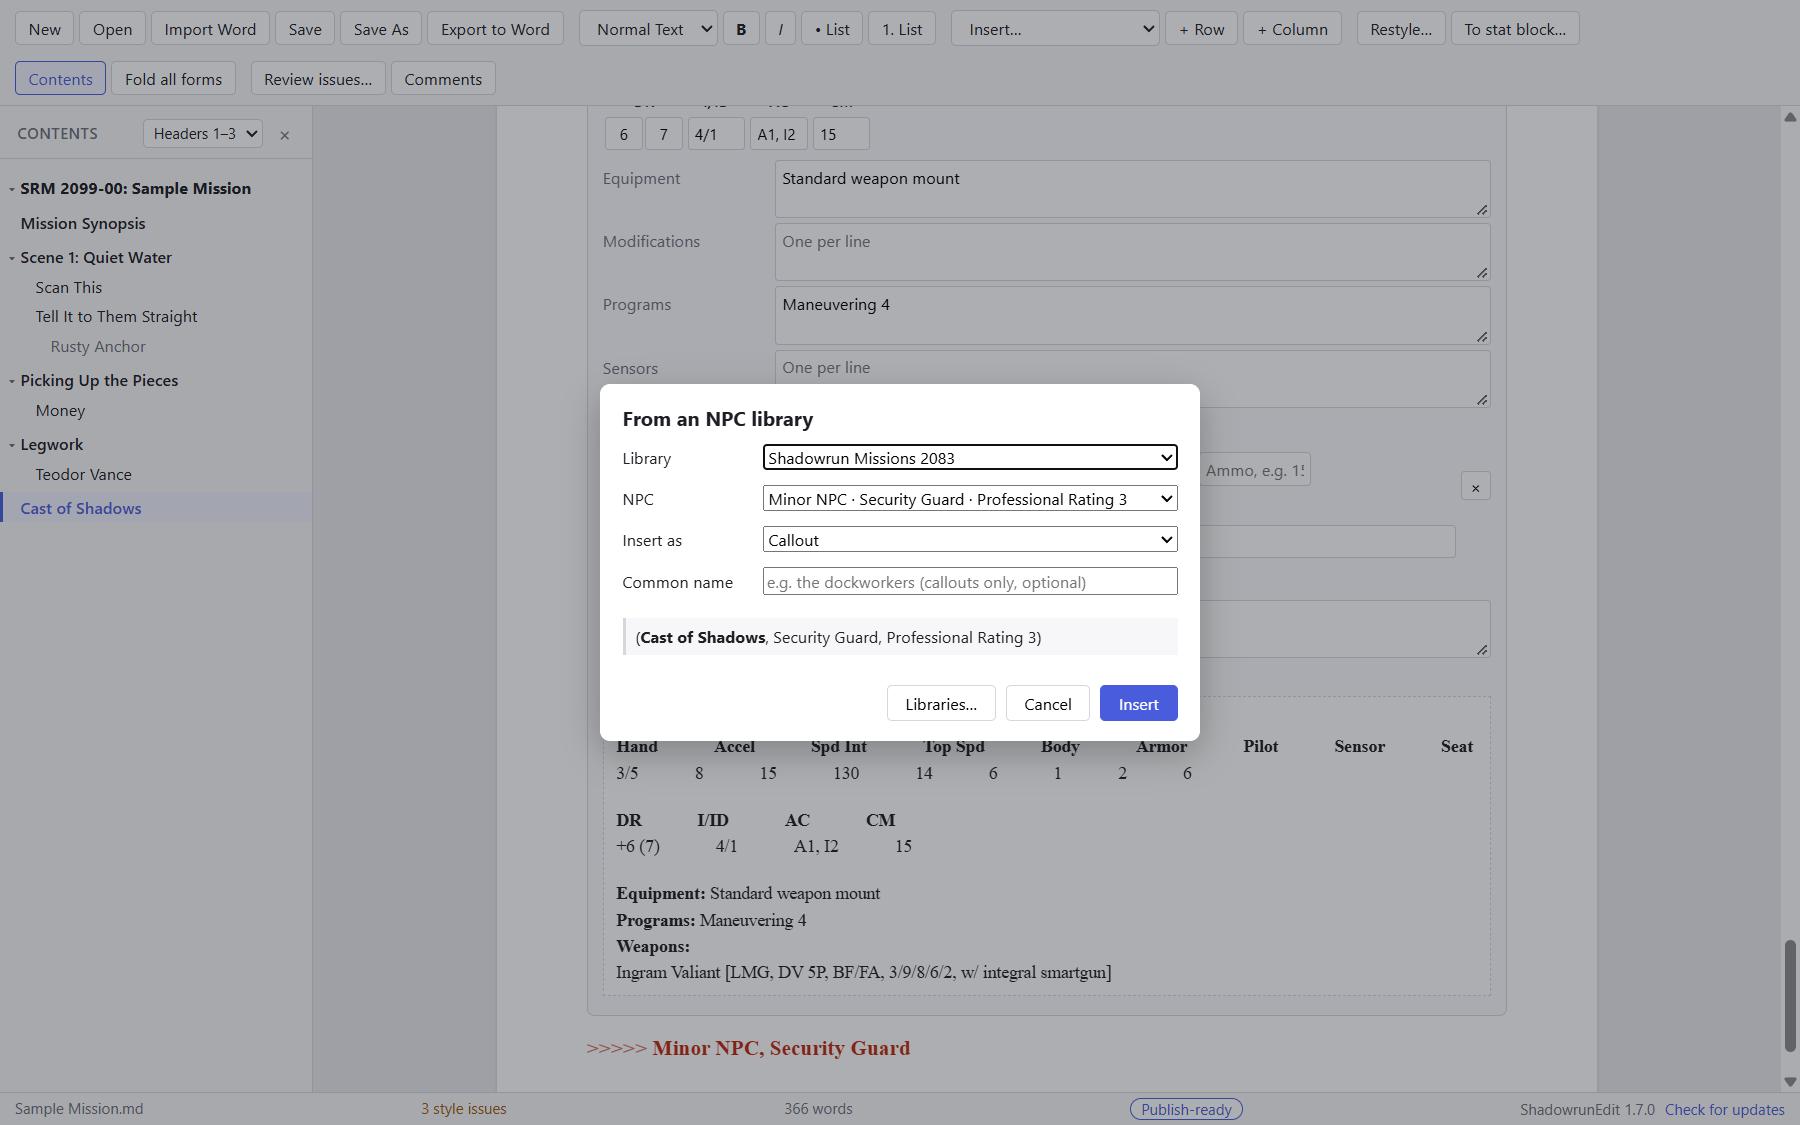 New Open Import Word Save Save As Export to Word Normal Text B I • List 1. List Insert... + Row + Column Restyle... To stat block...
Contents Fold all forms Review issues... Comments
CONTENTS Headers 1–3 ×
SRM 2099-00: Sample Mission
Mission Synopsis
Scene 1: Quiet Water
Scan This
Tell It to Them Straight
Rusty Anchor
Picking Up the Pieces
Money
Legwork
Teodor Vance
Cast of Shadows
6 7 4/1 A1, I2 15
Equipment Standard weapon mount
Modifications One per line
Programs Maneuvering 4
Sensors One per line
Ammo, e.g. 15
×
From an NPC library
Library Shadowrun Missions 2083
NPC Minor NPC · Security Guard · Professional Rating 3
Insert as Callout
Common name e.g. the dockworkers (callouts only, optional)
(Cast of Shadows, Security Guard, Professional Rating 3)
Libraries... Cancel Insert
Hand Accel Spd Int Top Spd Body Armor Pilot Sensor Seat
3/5 8 15 130 14 6 1 2 6
DR I/ID AC CM
+6 (7) 4/1 A1, I2 15
Equipment: Standard weapon mount
Programs: Maneuvering 4
Weapons:
Ingram Valiant [LMG, DV 5P, BF/FA, 3/9/8/6/2, w/ integral smartgun]
>>>>> Minor NPC, Security Guard
Sample Mission.md 3 style issues 366 words Publish-ready ShadowrunEdit 1.7.0 Check for updates